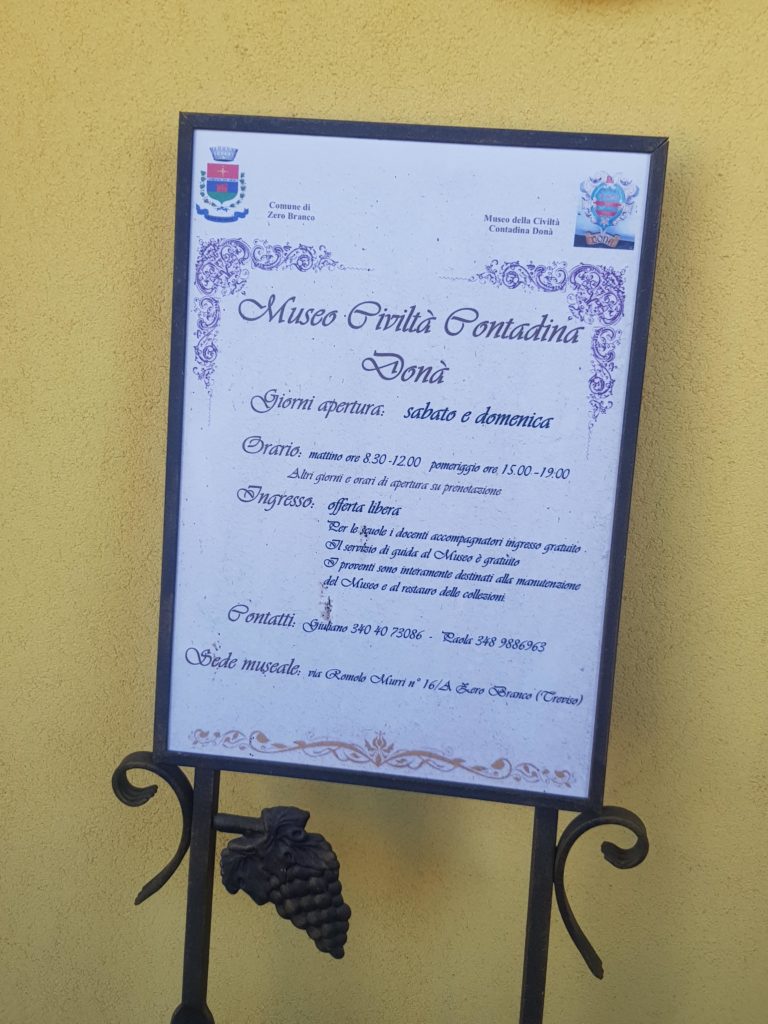 Comune di
Zero Branco
Museo della Civiltà
Contadina Donà
DONÀ
Museo Civiltà Contadina
Donà
Giorni apertura: sabato e domenica
Orario: mattino ore 8.30 -12.00 pomeriggio ore 15.00 -19:00
Altri giorni e orari di apertura su prenotazione
Ingresso: offerta libera
Per le scuole i docenti accompagnatori ingresso gratuito .
Il servizio di guida al Museo è gratuito
I proventi sono interamente destinati alla manutenzione
del Museo e al restauro delle collezioni.
Contatti: Giuliano 340 40 73086 - Paola 348 9886963
Sede museale: via Romolo Murri n° 16/A Zero Branco (Treviso)